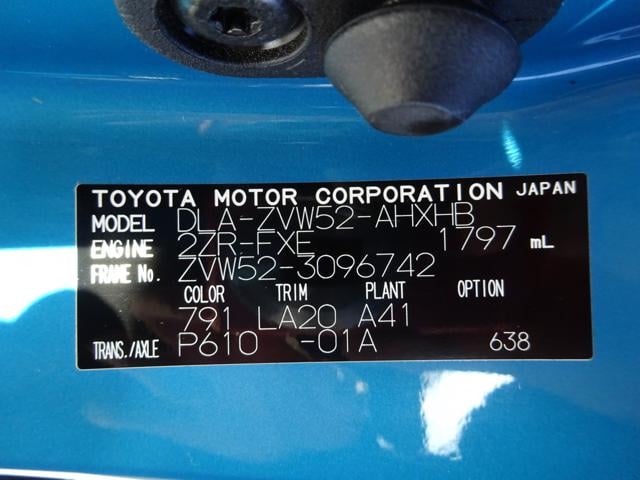 TOYOTA MOTOR CORPORATION JAPAN
MODEL DLA-ZVW52-AHXHB
ENGINE 2ZR-FXE 1797 mL
FRAME No. ZVW52-3096742
COLOR TRIM PLANT OPTION
791 LA20 A41
TRANS./AXLE P610 -01A 638